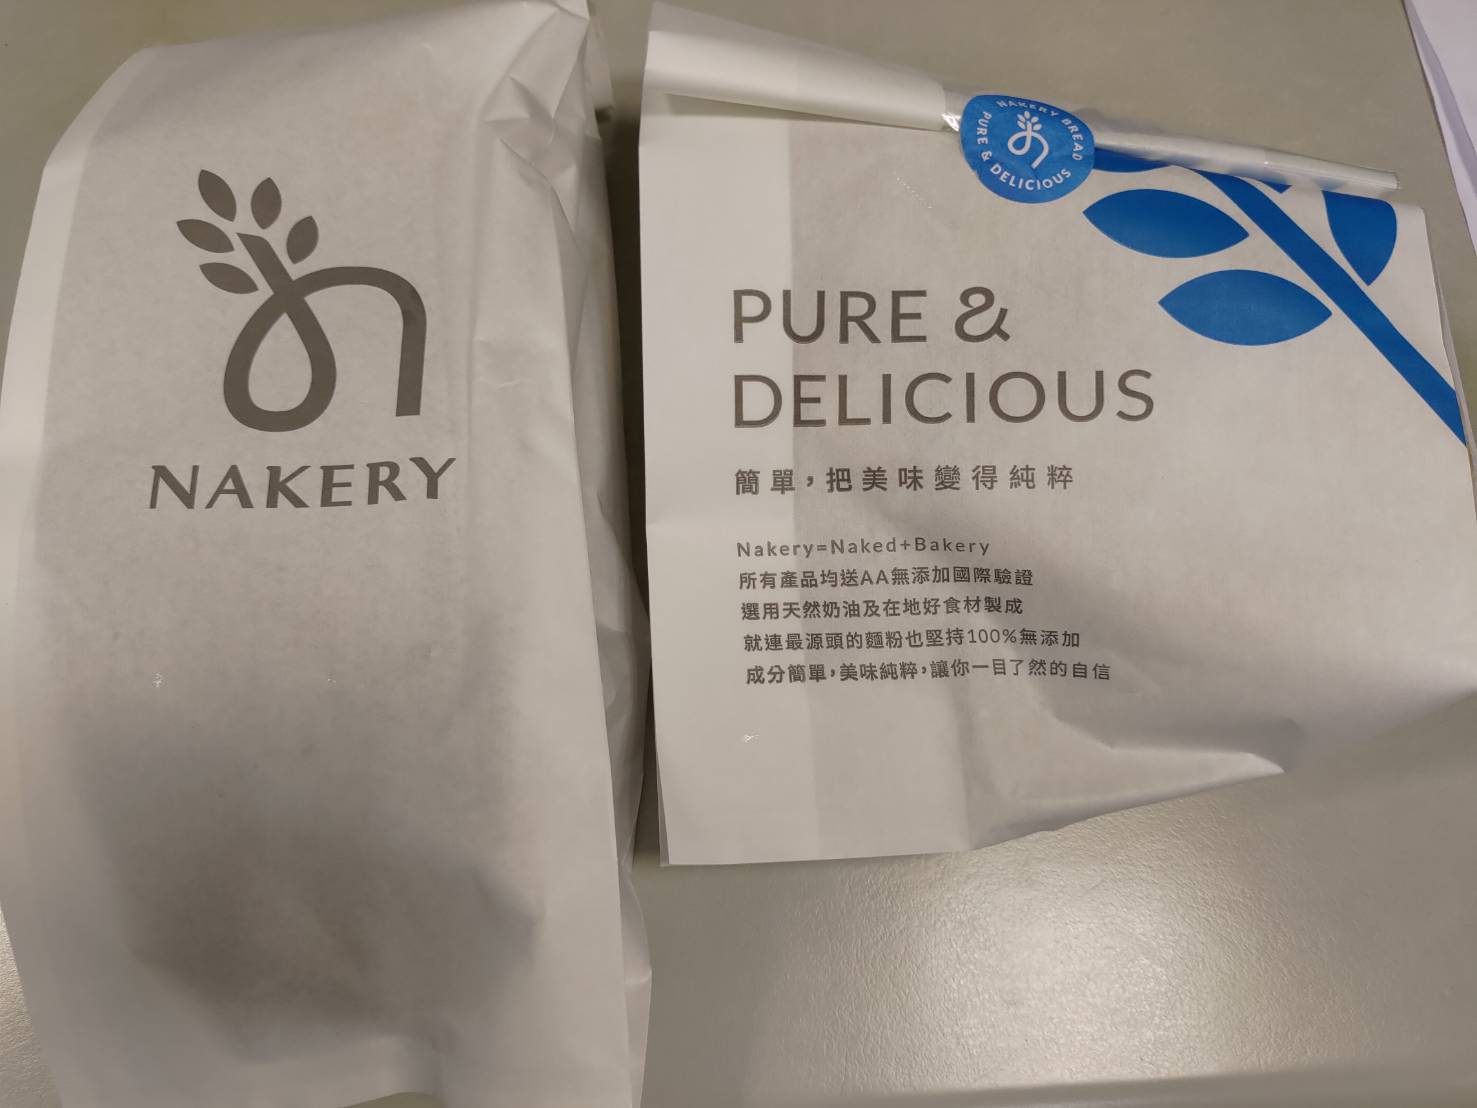 NAKERY
NAKERY BREAD
PURE & DELICIOUS
PURE &
DELICIOUS
簡單，把美味變得純粹
Nakery=Naked+Bakery
所有產品均送AA無添加國際驗證
選用天然奶油及在地好食材製成
就連最源頭的麵粉也堅持100%無添加
成分簡單，美味純粹，讓你一目了然的自信